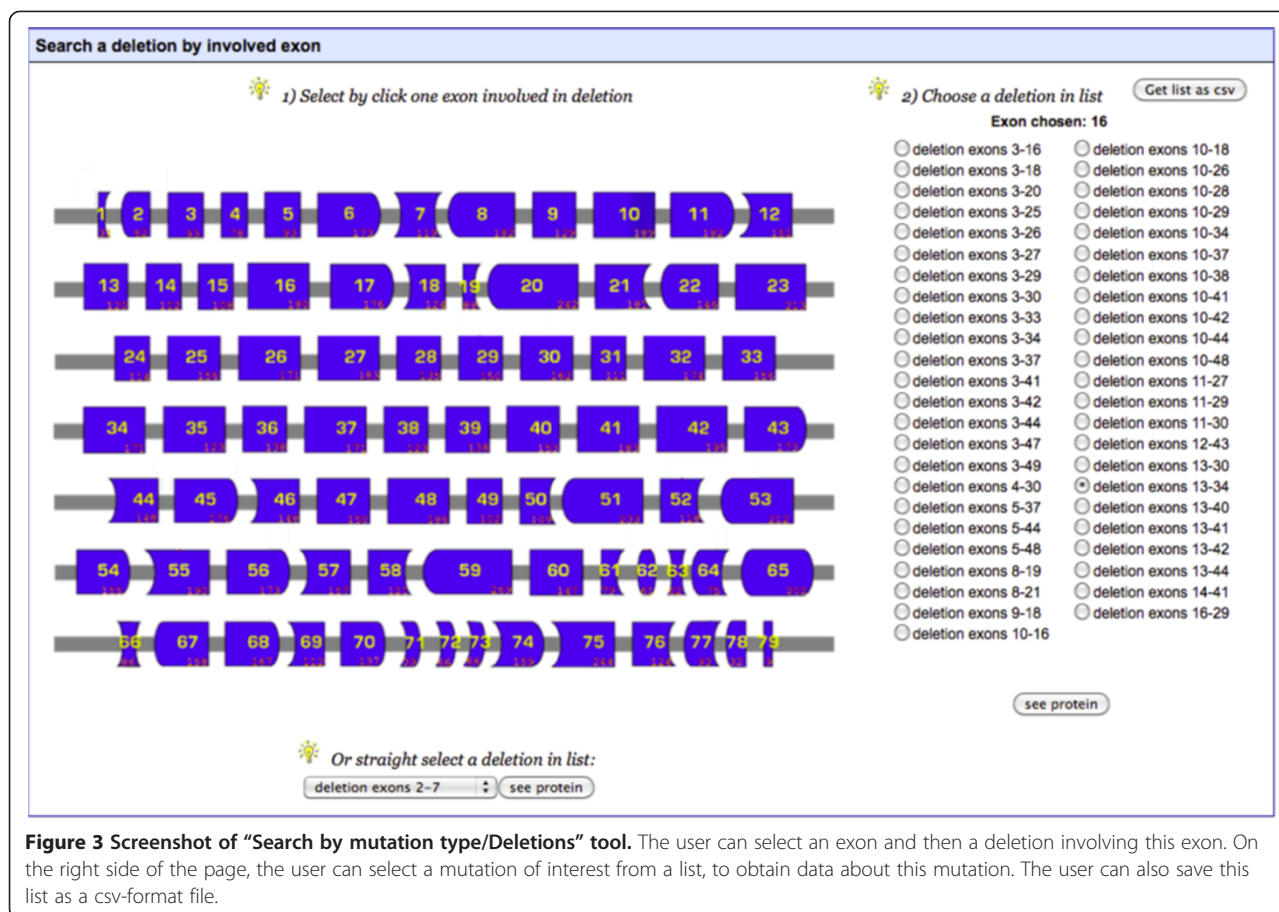 Search a deletion by involved exon
1) Select by click one exon involved in deletion
2) Choose a deletion in list
Get list as csv
Exon chosen: 16
1 2 3 4 5 6 7 8 9 10 11 12
13 14 15 16 17 18 19 20 21 22 23
24 25 26 27 28 29 30 31 32 33
34 35 36 37 38 39 40 41 42 43
44 45 46 47 48 49 50 51 52 53
54 55 56 57 58 59 60 61 62 63 64 65
66 67 68 69 70 71 72 73 74 75 76 77 78 79
deletion exons 3-16
deletion exons 3-18
deletion exons 3-20
deletion exons 3-25
deletion exons 3-26
deletion exons 3-27
deletion exons 3-29
deletion exons 3-30
deletion exons 3-33
deletion exons 3-34
deletion exons 3-37
deletion exons 3-41
deletion exons 3-42
deletion exons 3-44
deletion exons 3-47
deletion exons 3-49
deletion exons 4-30
deletion exons 5-37
deletion exons 5-44
deletion exons 5-48
deletion exons 8-19
deletion exons 8-21
deletion exons 9-18
deletion exons 10-16
deletion exons 10-18
deletion exons 10-26
deletion exons 10-28
deletion exons 10-29
deletion exons 10-34
deletion exons 10-37
deletion exons 10-38
deletion exons 10-41
deletion exons 10-42
deletion exons 10-44
deletion exons 10-48
deletion exons 11-27
deletion exons 11-29
deletion exons 11-30
deletion exons 12-43
deletion exons 13-30
deletion exons 13-34
deletion exons 13-40
deletion exons 13-41
deletion exons 13-42
deletion exons 13-44
deletion exons 14-41
deletion exons 16-29
see protein
Or straight select a deletion in list:
deletion exons 2-7
see protein
Figure 3 Screenshot of “Search by mutation type/Deletions” tool. The user can select an exon and then a deletion involving this exon. On
the right side of the page, the user can select a mutation of interest from a list, to obtain data about this mutation. The user can also save this
list as a csv-format file.